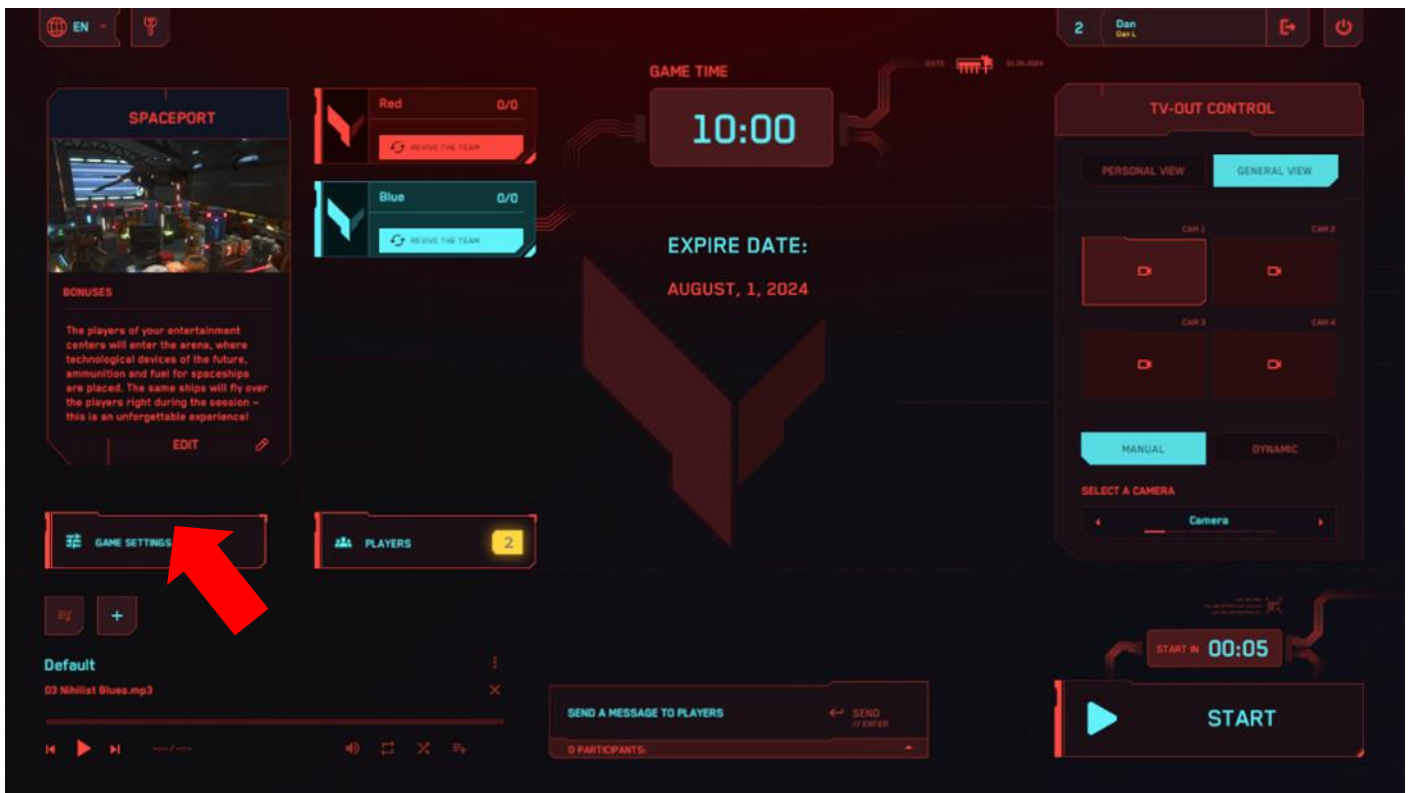 EN
2
Dan
Dan L
GAME TIME
DATE
01.05.2024
10:00
SPACEPORT
BONUSES
The players of your entertainment
centers will enter the arena, where
technological devices of the future,
ammunition and fuel for spaceships
are placed. The same ships will fly over
the players right during the session –
this is an unforgettable experience!
EDIT
Red 0/0
REVIVE THE TEAM
Blue 0/0
REVIVE THE TEAM
EXPIRE DATE:
AUGUST, 1, 2024
TV-OUT CONTROL
PERSONAL VIEW GENERAL VIEW
CAM 1 CAM 2
CAM 3 CAM 4
MANUAL DYNAMIC
SELECT A CAMERA
Camera
GAME SETTINGS
PLAYERS 2
Default
03 Nihilist Blues.mp3
--:-- / --:--
SEND A MESSAGE TO PLAYERS
SEND
// ENTER
0 PARTICIPANTS:
START IN 00:05
START